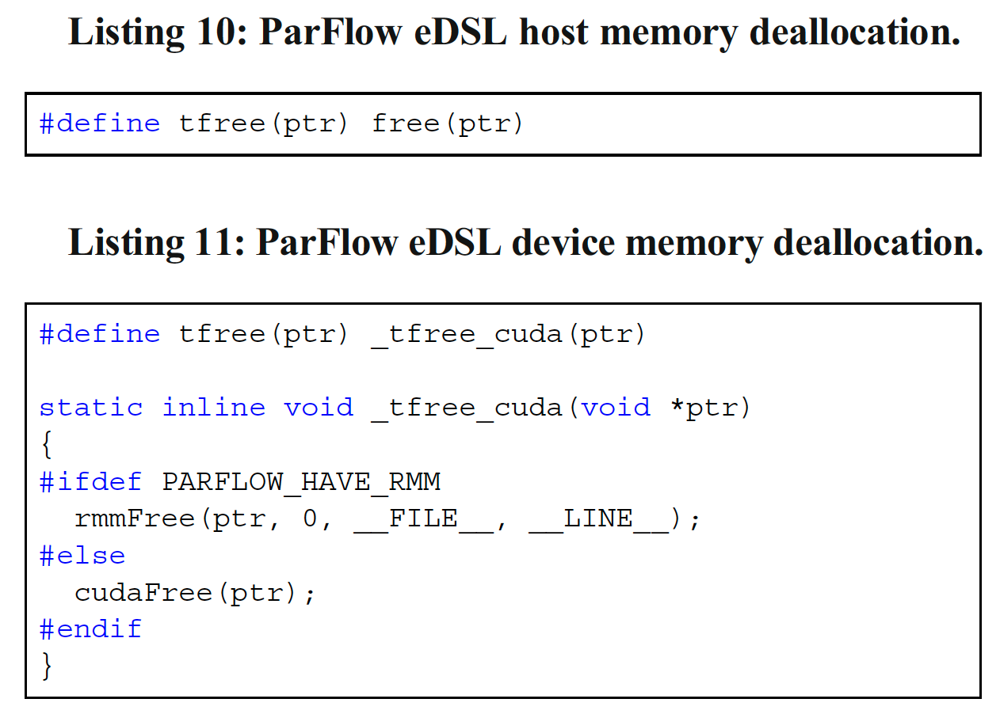 Listing 10: ParFlow eDSL host memory deallocation.
#define tfree(ptr) free(ptr)
Listing 11: ParFlow eDSL device memory deallocation.
#define tfree(ptr) _tfree_cuda(ptr)
static inline void _tfree_cuda(void *ptr)
{
#ifdef PARFLOW_HAVE_RMM
  rmmFree(ptr, 0, __FILE__, __LINE__);
#else
  cudaFree(ptr);
#endif
}